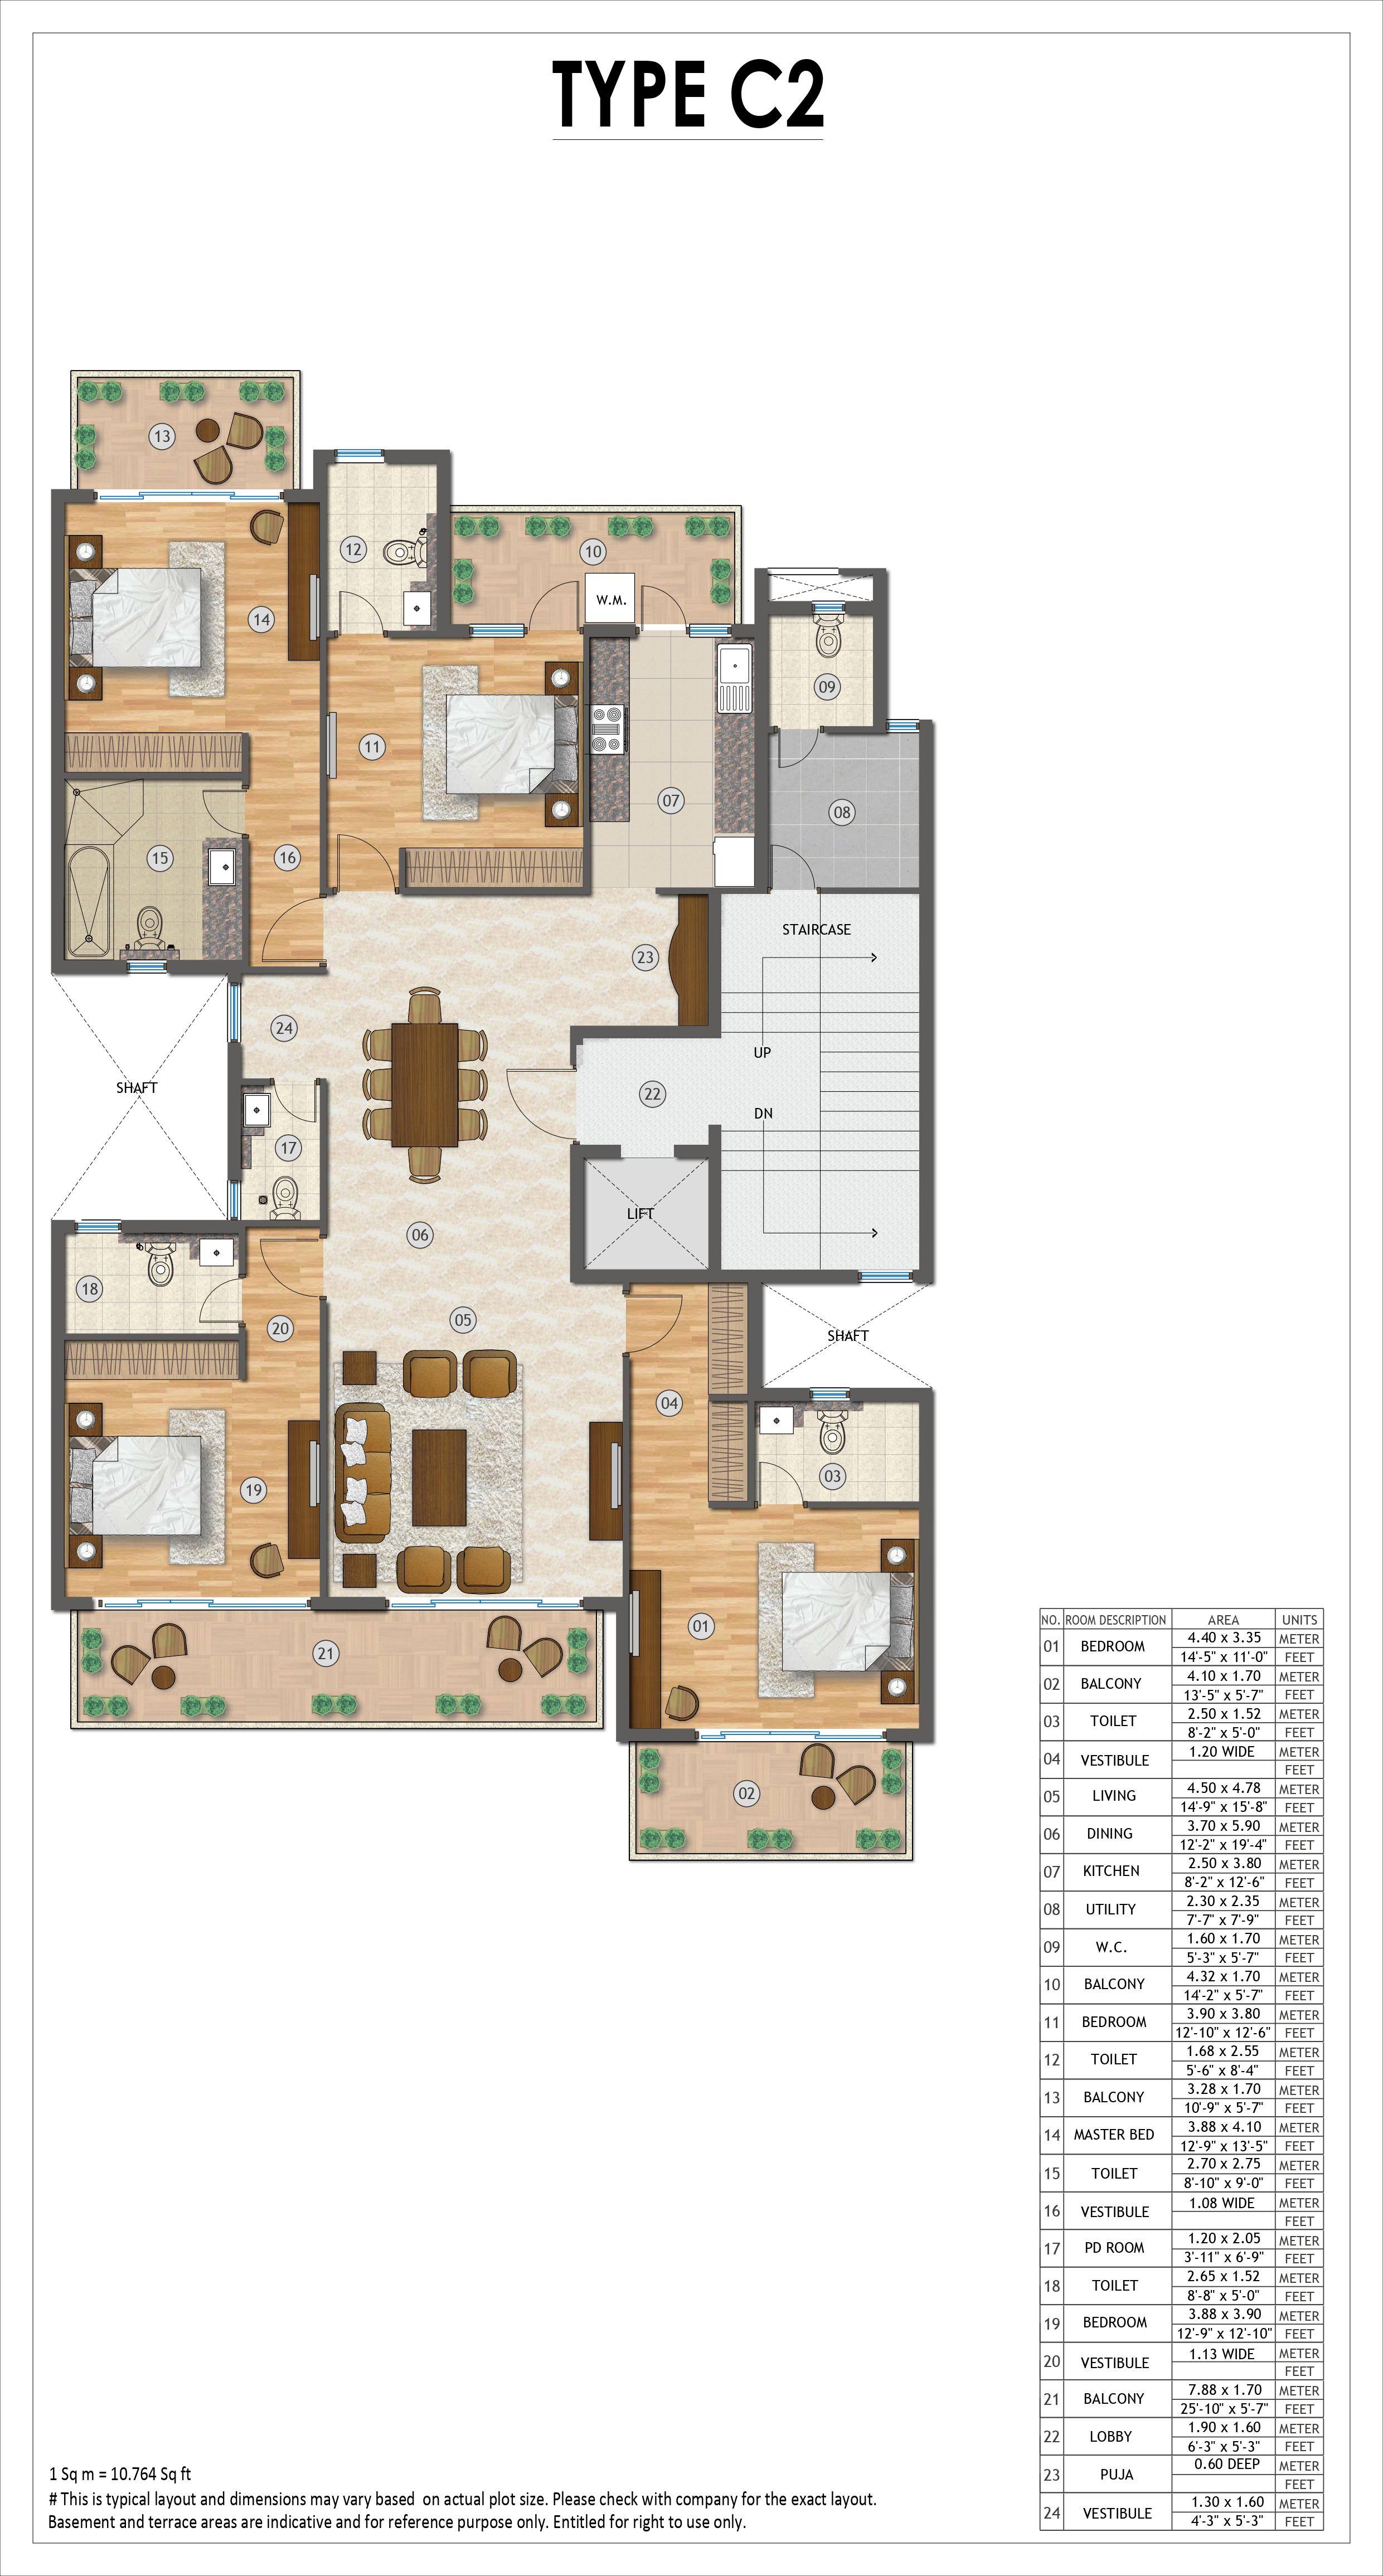 TYPE C2
13
12
10
W.M.
14
09
11
07
08
15
16
STAIRCASE
23
24
UP
SHAFT
22
DN
17
LIFT
06
18
05
20
SHAFT
04
03
19
01
21
02
NO. ROOM DESCRIPTION AREA UNITS
01 BEDROOM 4.40 x 3.35 METER
14'-5" x 11'-0" FEET
02 BALCONY 4.10 x 1.70 METER
13'-5" x 5'-7" FEET
03 TOILET 2.50 x 1.52 METER
8'-2" x 5'-0" FEET
04 VESTIBULE 1.20 WIDE METER
FEET
05 LIVING 4.50 x 4.78 METER
14'-9" x 15'-8" FEET
06 DINING 3.70 x 5.90 METER
12'-2" x 19'-4" FEET
07 KITCHEN 2.50 x 3.80 METER
8'-2" x 12'-6" FEET
08 UTILITY 2.30 x 2.35 METER
7'-7" x 7'-9" FEET
09 W.C. 1.60 x 1.70 METER
5'-3" x 5'-7" FEET
10 BALCONY 4.32 x 1.70 METER
14'-2" x 5'-7" FEET
11 BEDROOM 3.90 x 3.80 METER
12'-10" x 12'-6" FEET
12 TOILET 1.68 x 2.55 METER
5'-6" x 8'-4" FEET
13 BALCONY 3.28 x 1.70 METER
10'-9" x 5'-7" FEET
14 MASTER BED 3.88 x 4.10 METER
12'-9" x 13'-5" FEET
15 TOILET 2.70 x 2.75 METER
8'-10" x 9'-0" FEET
16 VESTIBULE 1.08 WIDE METER
FEET
17 PD ROOM 1.20 x 2.05 METER
3'-11" x 6'-9" FEET
18 TOILET 2.65 x 1.52 METER
8'-8" x 5'-0" FEET
19 BEDROOM 3.88 x 3.90 METER
12'-9" x 12'-10" FEET
20 VESTIBULE 1.13 WIDE METER
FEET
21 BALCONY 7.88 x 1.70 METER
25'-10" x 5'-7" FEET
22 LOBBY 1.90 x 1.60 METER
6'-3" x 5'-3" FEET
23 PUJA 0.60 DEEP METER
FEET
24 VESTIBULE 1.30 x 1.60 METER
4'-3" x 5'-3" FEET
1 Sq m = 10.764 Sq ft
# This is typical layout and dimensions may vary based on actual plot size. Please check with company for the exact layout.
Basement and terrace areas are indicative and for reference purpose only. Entitled for right to use only.